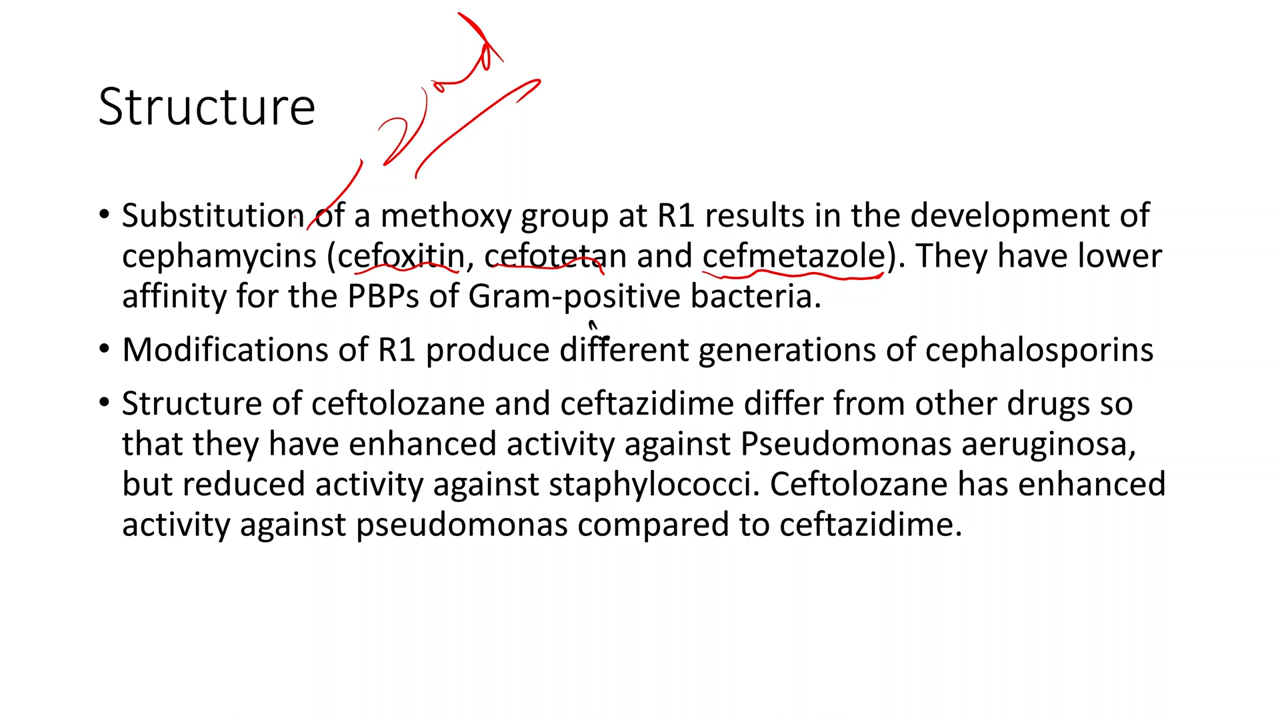 Structure
2nd
• Substitution of a methoxy group at R1 results in the development of
cephamycins (cefoxitin, cefotetan and cefmetazole). They have lower
affinity for the PBPs of Gram-positive bacteria.
• Modifications of R1 produce different generations of cephalosporins
• Structure of ceftolozane and ceftazidime differ from other drugs so
that they have enhanced activity against Pseudomonas aeruginosa,
but reduced activity against staphylococci. Ceftolozane has enhanced
activity against pseudomonas compared to ceftazidime.